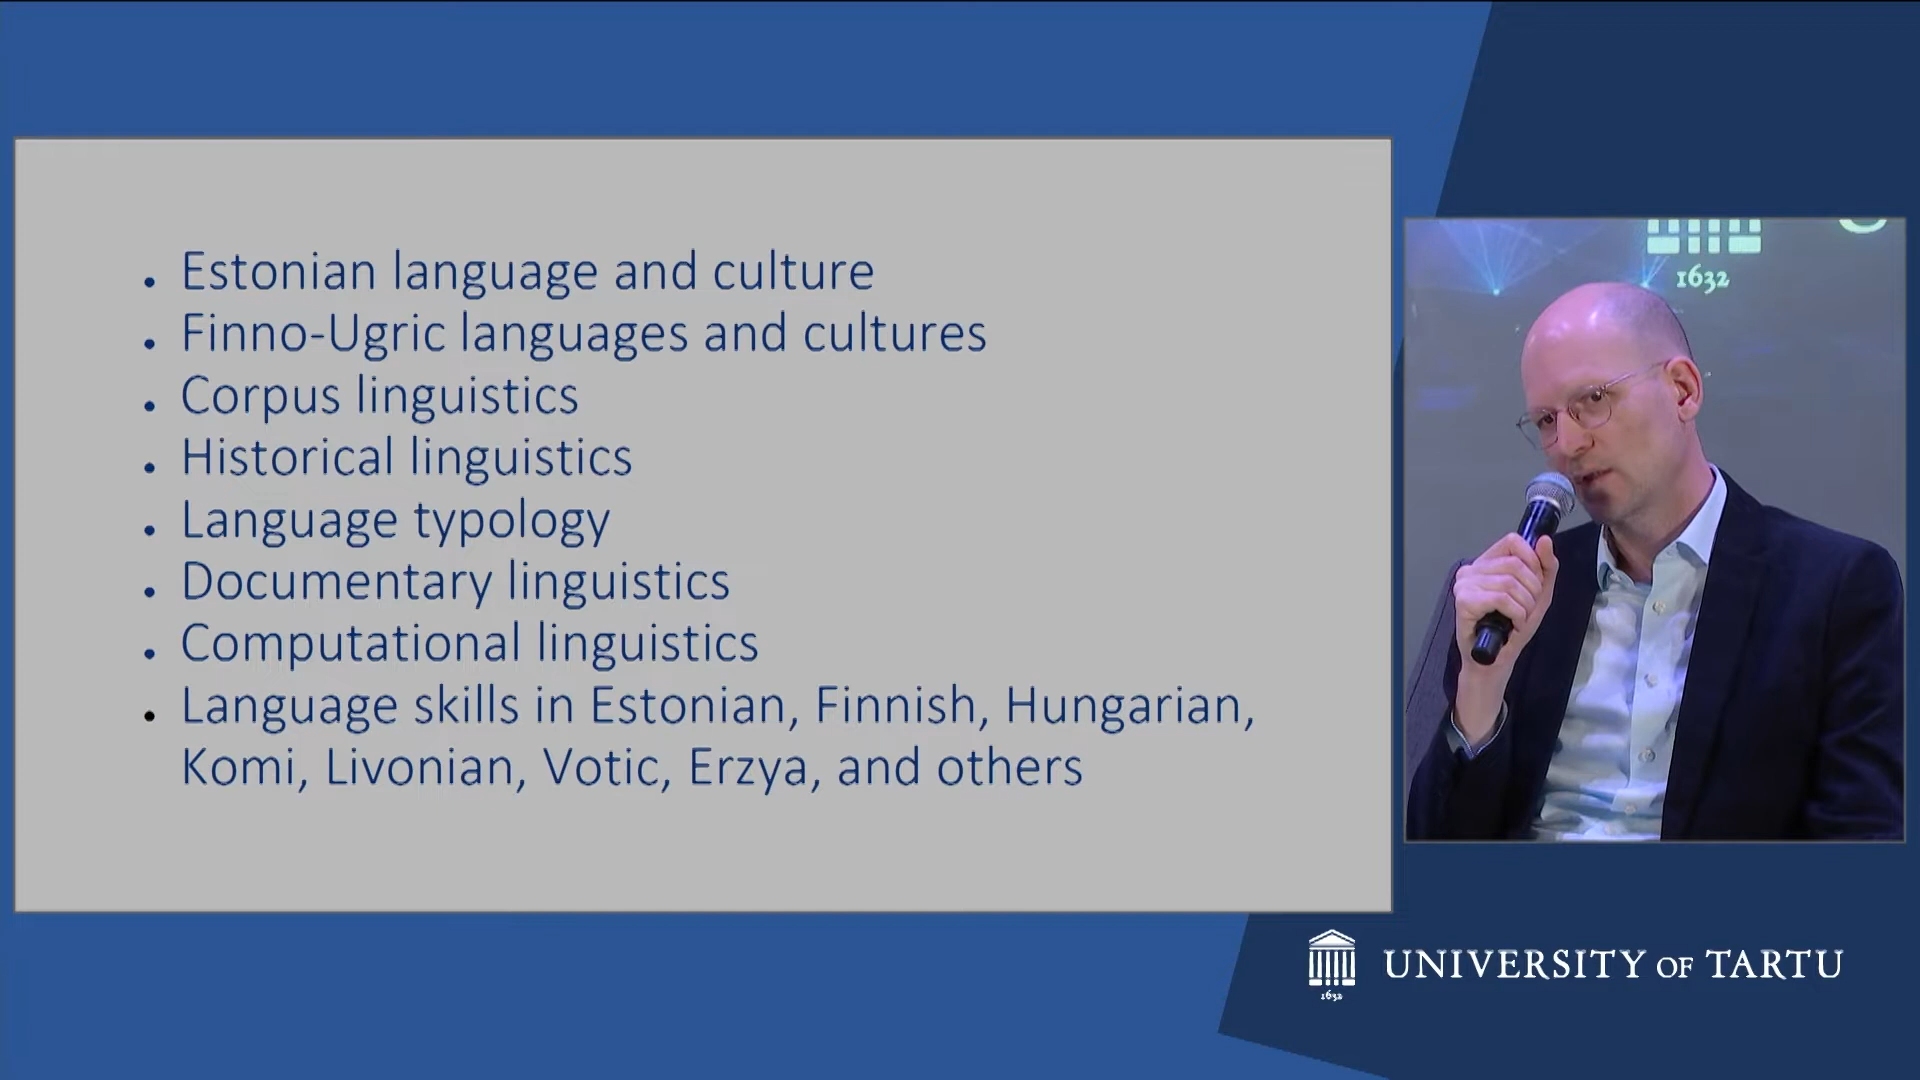 • Estonian language and culture
• Finno-Ugric languages and cultures
• Corpus linguistics
• Historical linguistics
• Language typology
• Documentary linguistics
• Computational linguistics
• Language skills in Estonian, Finnish, Hungarian,
Komi, Livonian, Votic, Erzya, and others
1632
UNIVERSITY OF TARTU
1632